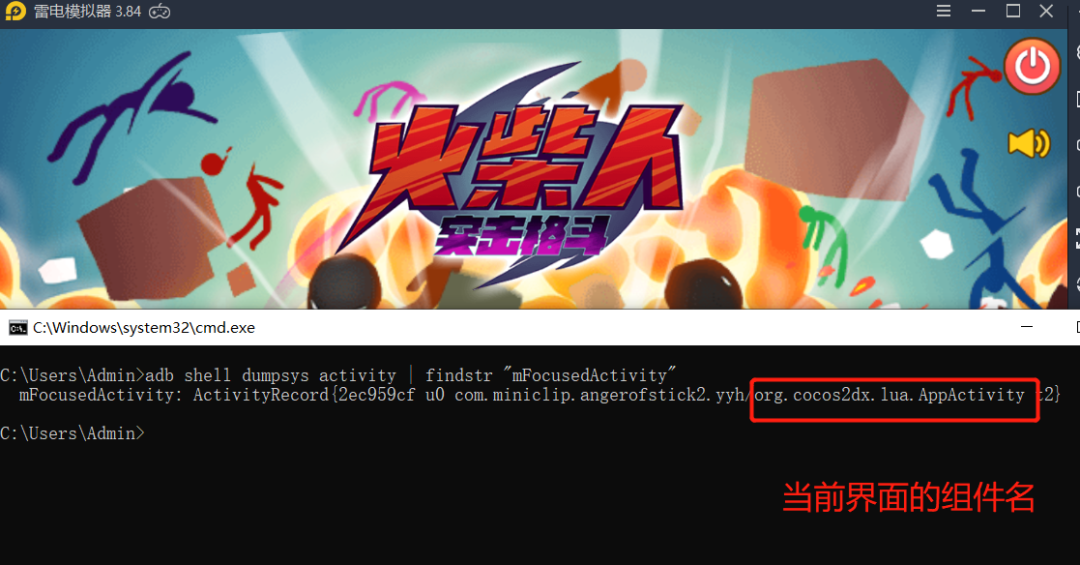 雷电模拟器 3.84
火柴人
突击格斗
C:\Windows\system32\cmd.exe
C:\Users\Admin>adb shell dumpsys activity | findstr "mFocusedActivity"
mFocusedActivity: ActivityRecord{2ec959cf u0 com.miniclip.angerofstick2.yyh/org.cocos2dx.lua.AppActivity t2}
C:\Users\Admin>
当前界面的组件名